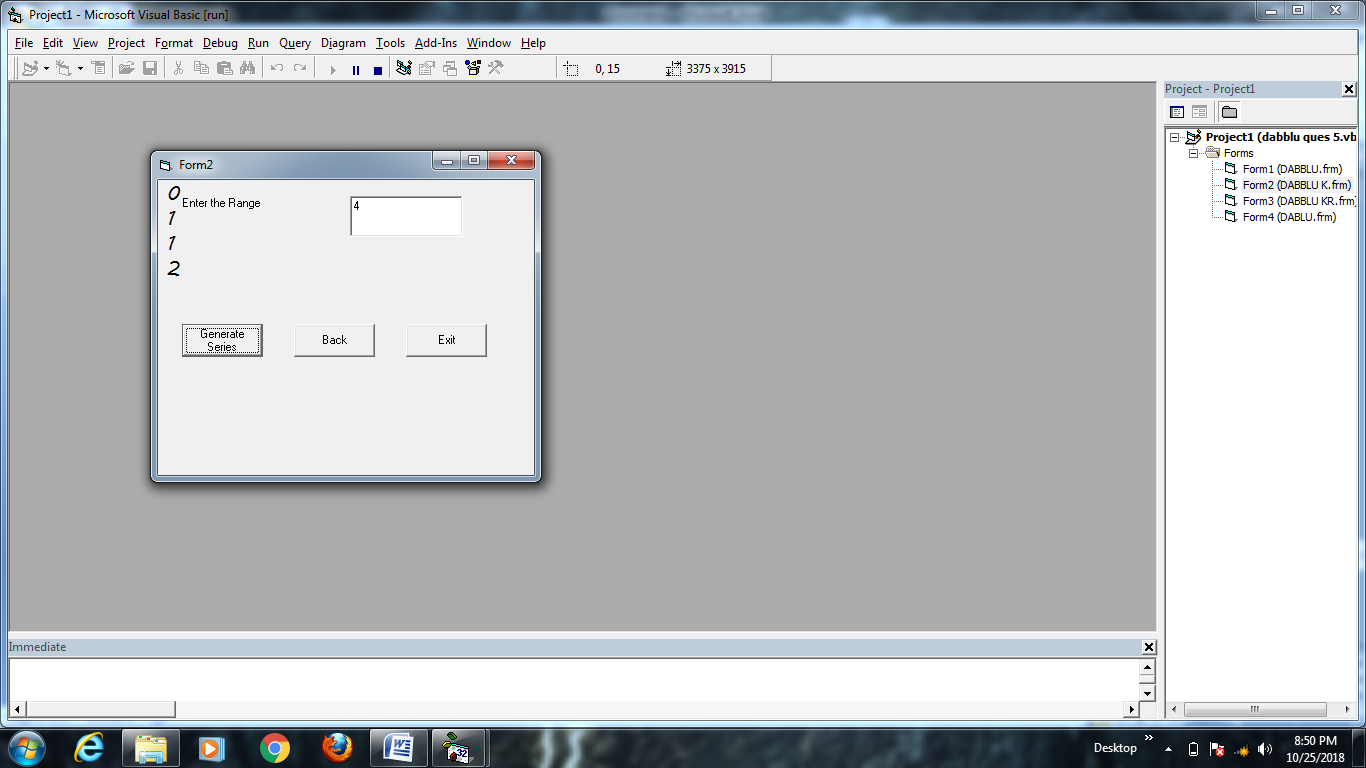 Project1 - Microsoft Visual Basic [run]
File Edit View Project Format Debug Run Query Diagram Tools Add-Ins Window Help
0, 15 3375 x 3915
Project - Project1
Project1 (dabblu ques 5.vb
Forms
Form1 (DABBLU.frm)
Form2 (DABBLU K.frm)
Form3 (DABBLU KR.frm)
Form4 (DABLU.frm)
Form2
0
Enter the Range 4
1
1
2
Generate
Series
Back Exit
Immediate
Desktop »
8:50 PM
10/25/2018